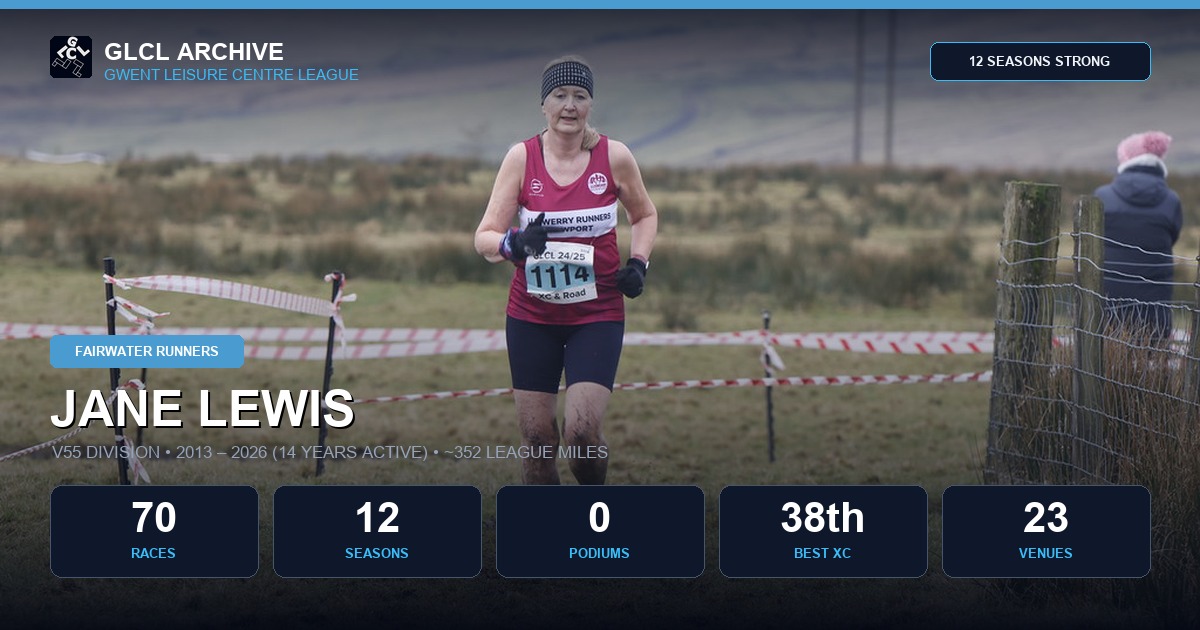 GLCL ARCHIVE
GWENT LEISURE CENTRE LEAGUE
12 SEASONS STRONG
RUNNERS
GLCL 24/25
1114
XC & Road
FAIRWATER RUNNERS
JANE LEWIS
V55 DIVISION • 2013 – 2026 (14 YEARS ACTIVE) • ~352 LEAGUE MILES
70
RACES
12
SEASONS
0
PODIUMS
38th
BEST XC
23
VENUES